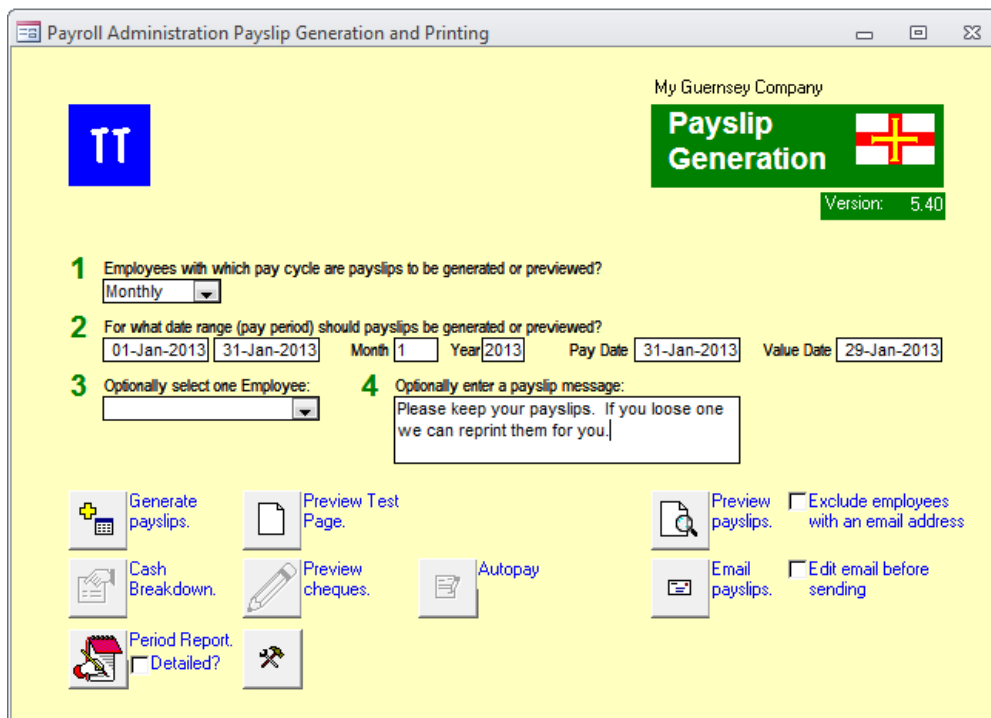 Payroll Administration Payslip Generation and Printing
My Guernsey Company
TT
Payslip
Generation
Version: 5.40
1 Employees with which pay cycle are payslips to be generated or previewed?
Monthly
2 For what date range (pay period) should payslips be generated or previewed?
01-Jan-2013 31-Jan-2013 Month 1 Year 2013 Pay Date 31-Jan-2013 Value Date 29-Jan-2013
3 Optionally select one Employee: 4 Optionally enter a payslip message:
Please keep your payslips. If you loose one
we can reprint them for you.
Generate Preview Test Preview Exclude employees
payslips. Page. payslips. with an email address
Cash Preview Autopay Email Edit email before
Breakdown. cheques. payslips. sending
Period Report.
Detailed?